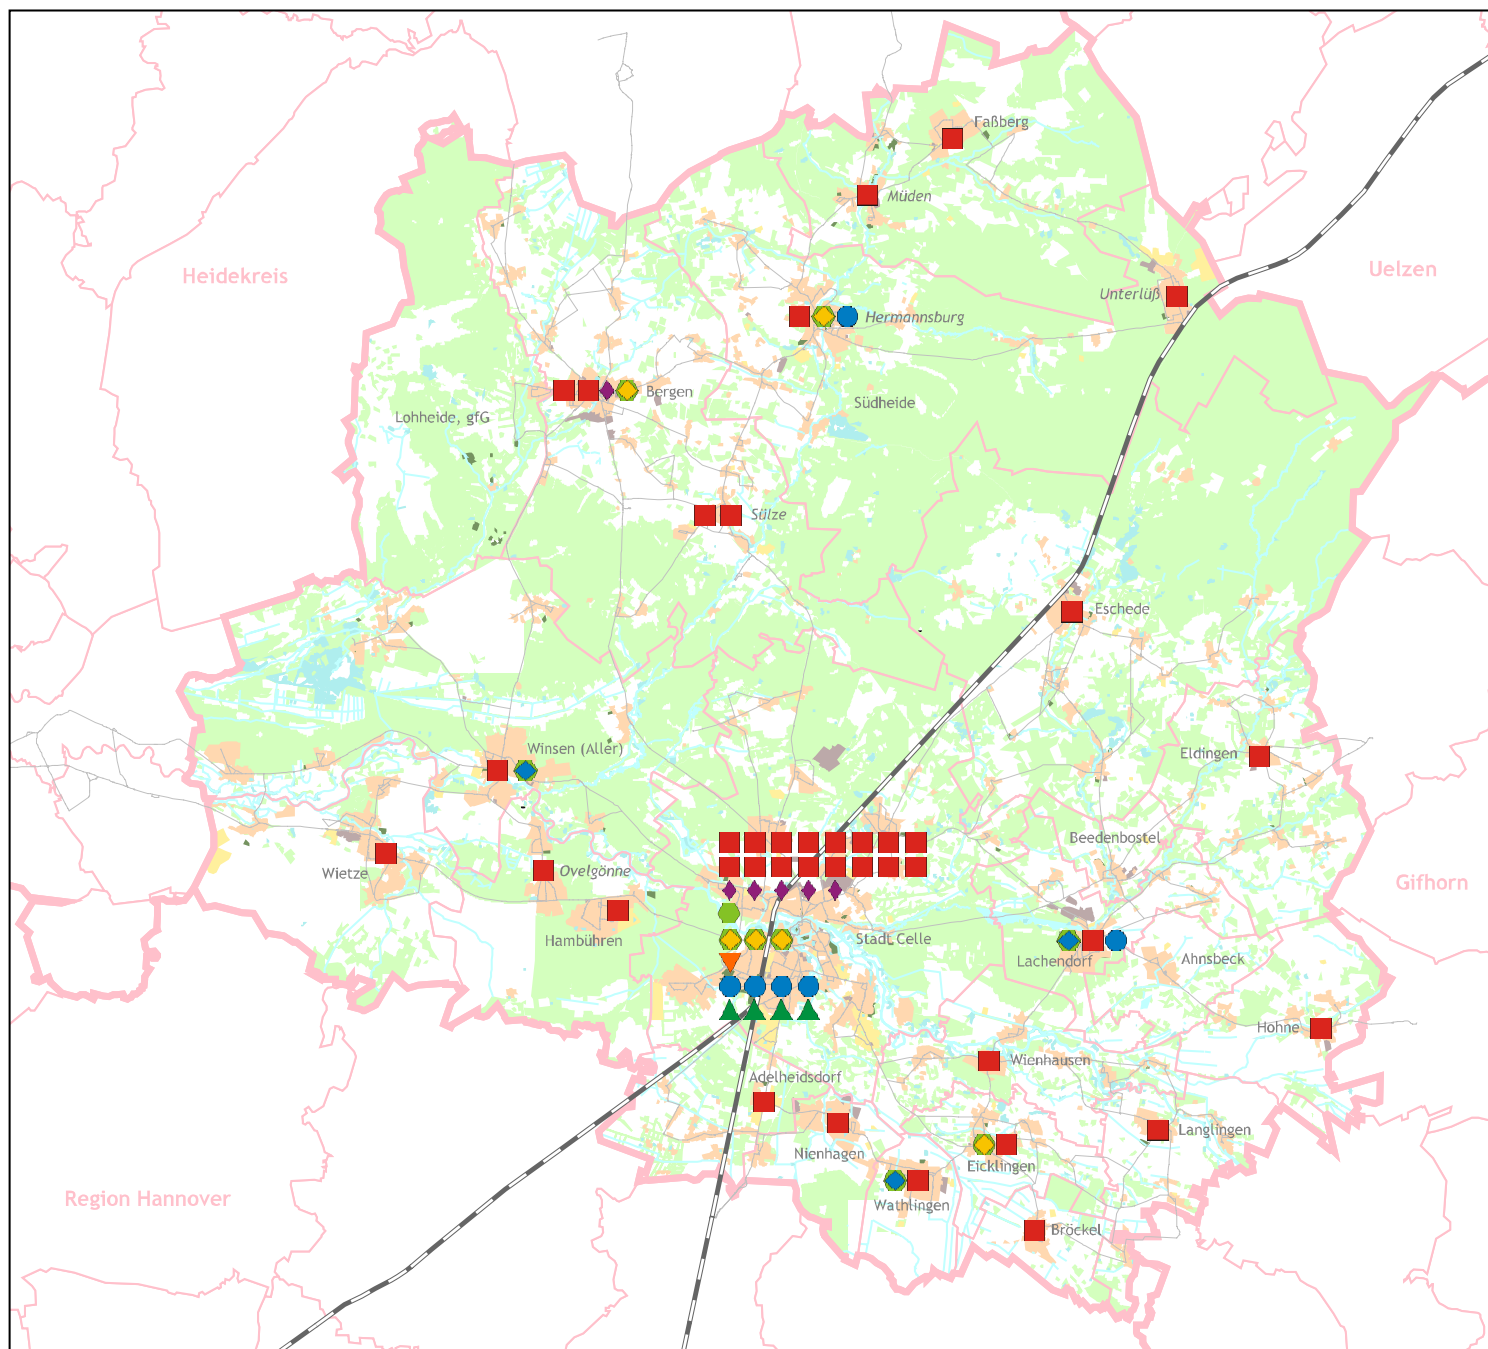 Faßberg
Müden
Heidekreis
Uelzen
Unterlüß
Hermannsburg
Bergen
Südheide
Lohheide, gfG
Sülze
Eschede
Winsen (Aller)
Eldingen
Beedenbostel
Wietze
Ovelgönne
Gifhorn
Hambühren
Stadt Celle
Lachendorf
Ahnsbeck
Hohne
Wienhausen
Adelheidsdorf
Langlingen
Nienhagen
Eicklingen
Region Hannover
Wathlingen
Bröckel